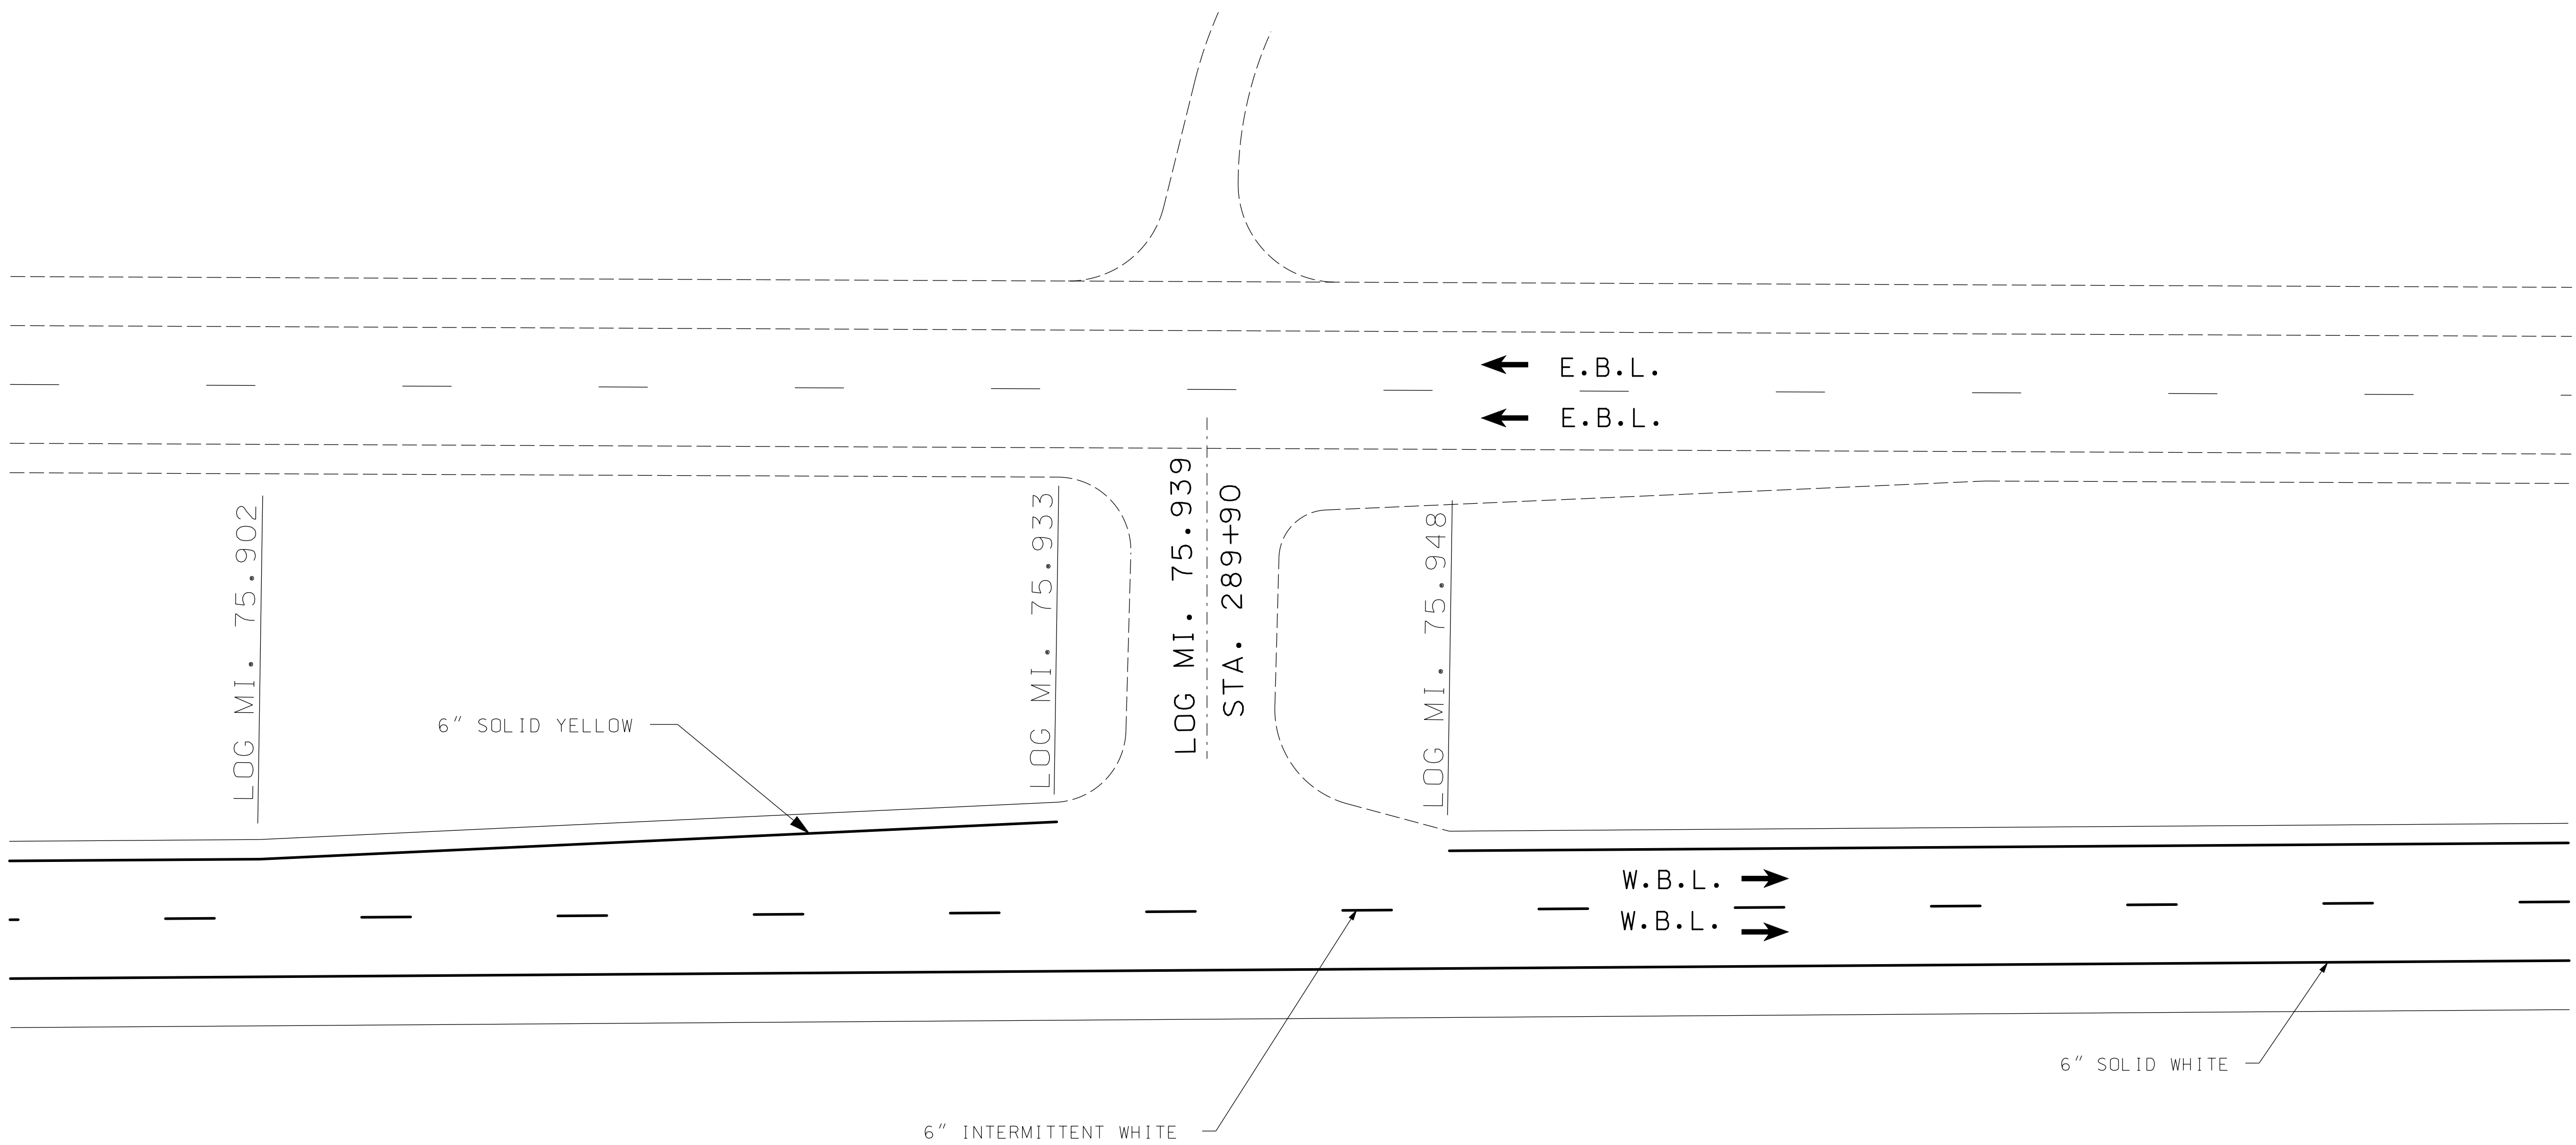 E.B.L.
E.B.L.
LOG MI. 75.902
LOG MI. 75.933
LOG MI. 75.939
STA. 289+90
LOG MI. 75.948
6" SOLID YELLOW
W.B.L.
W.B.L.
6" SOLID WHITE
6" INTERMITTENT WHITE